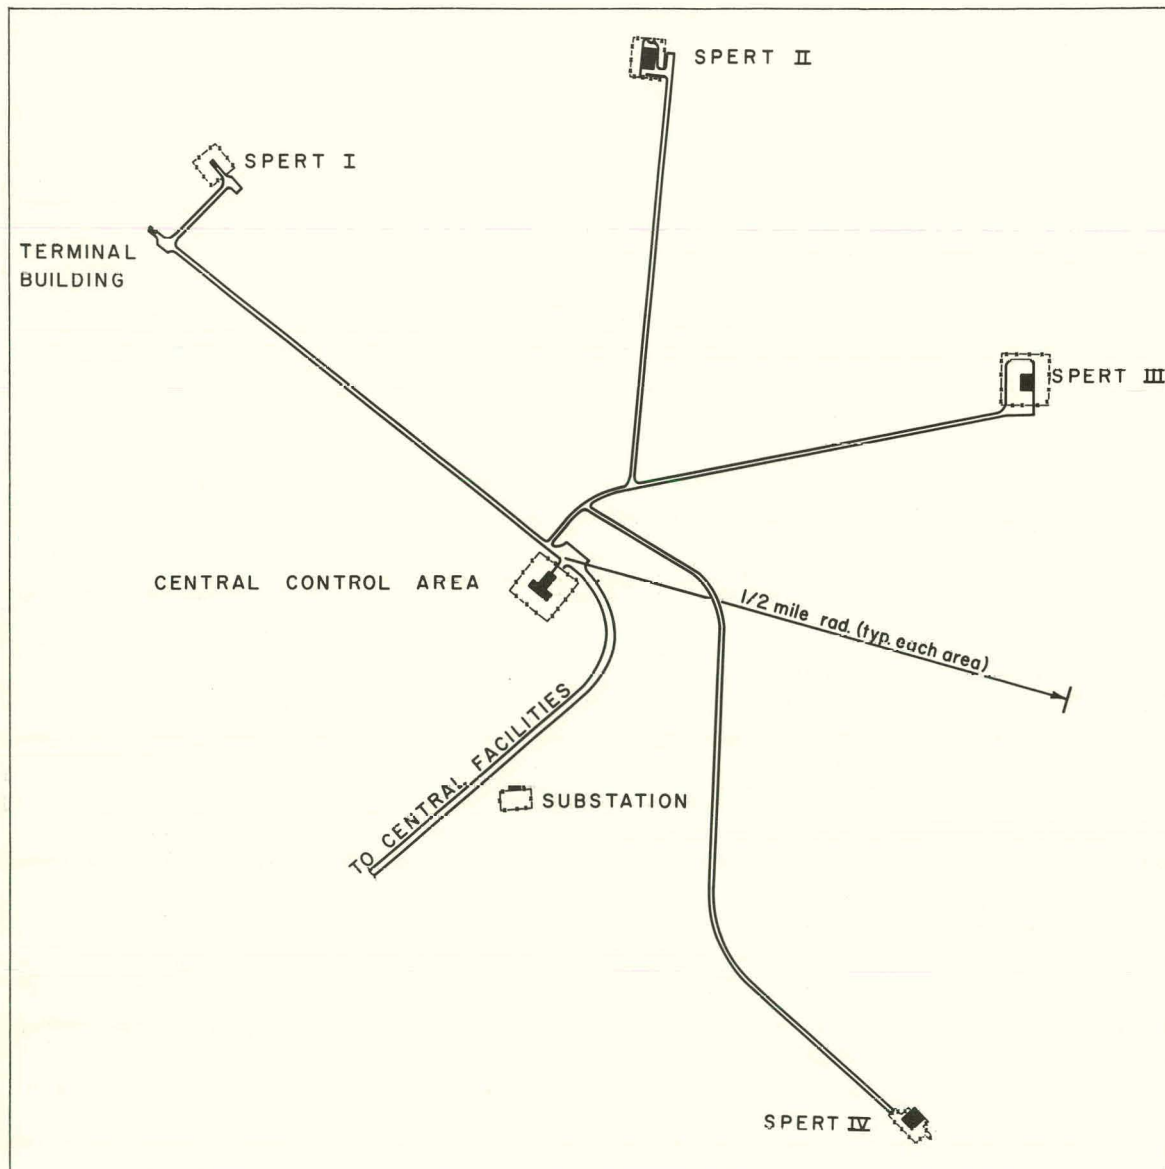 SPERT II
SPERT I
TERMINAL
BUILDING
SPERT III
CENTRAL CONTROL AREA
1/2 mile rad. (typ. each area)
TO CENTRAL FACILITIES
SUBSTATION
SPERT IV